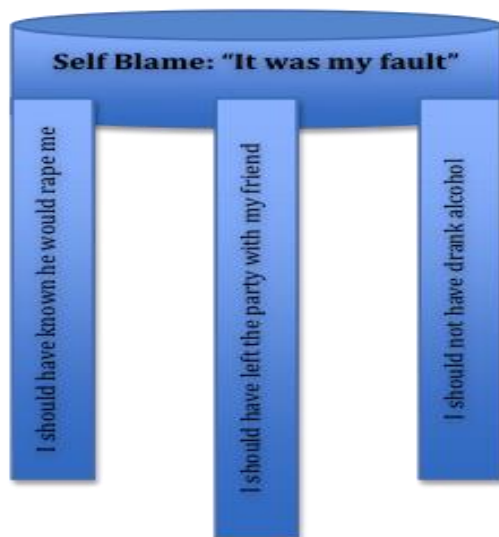 Self Blame: “It was my fault”
I should have known he would rape me
I should have left the party with my friend
I should not have drank alcohol